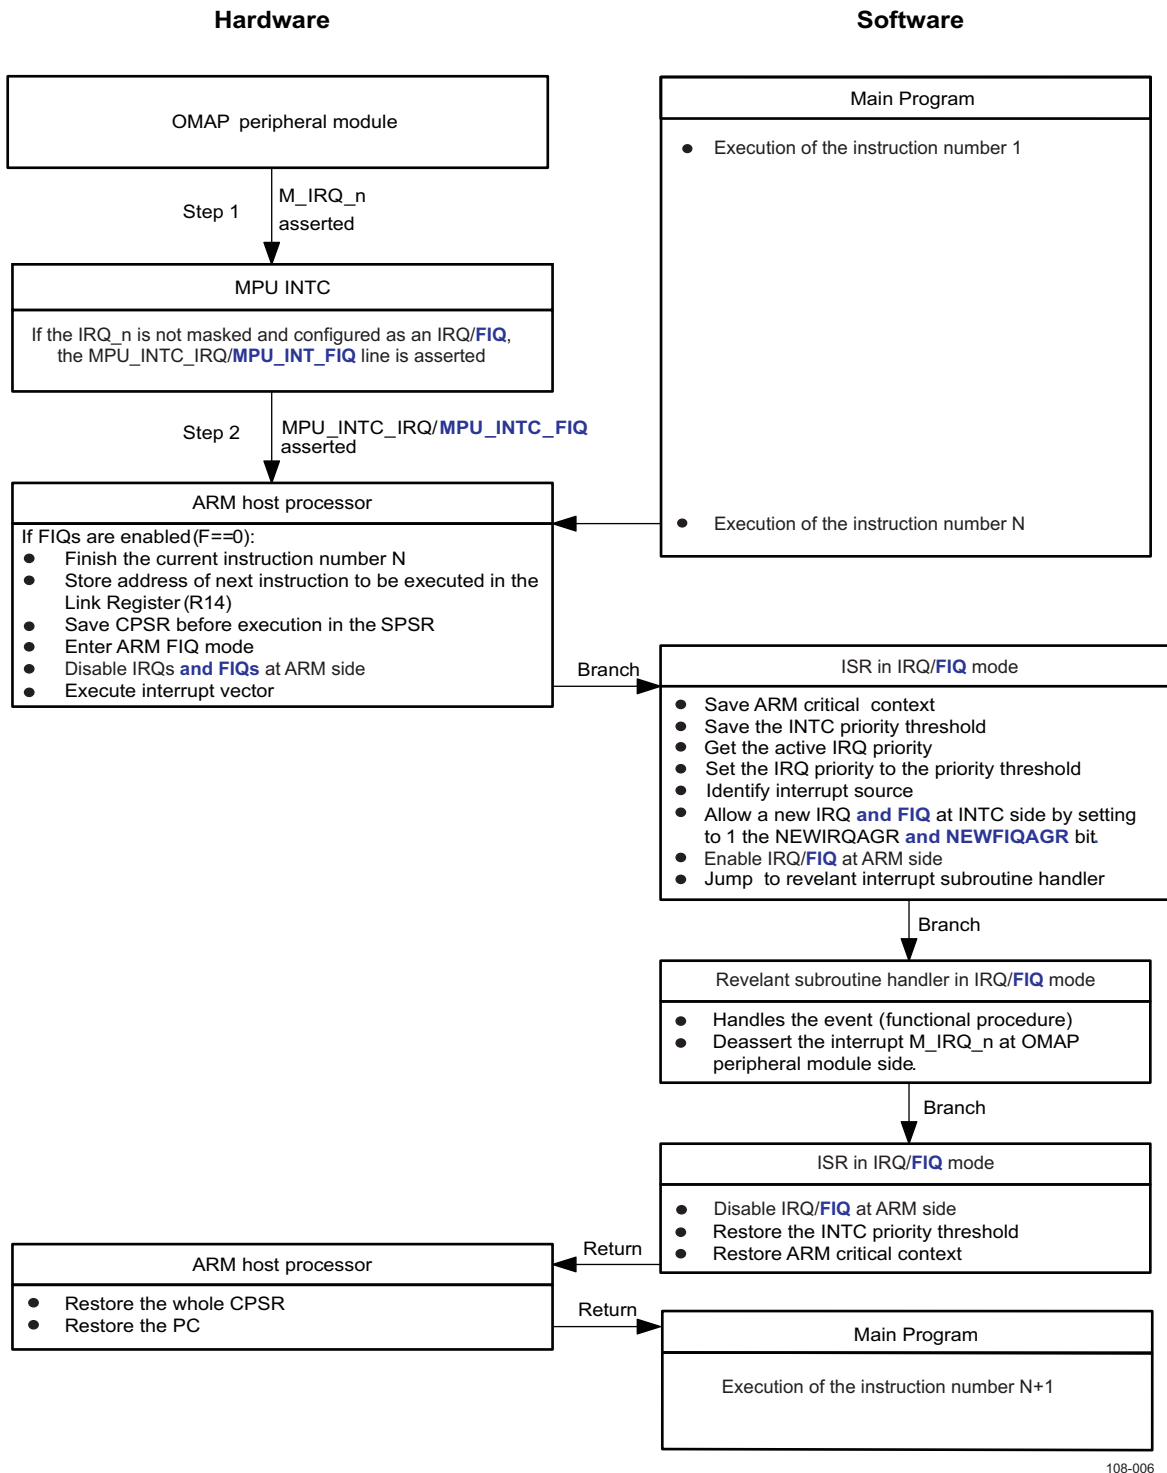 Hardware
Software
OMAP peripheral module
Main Program
● Execution of the instruction number 1
Step 1
M_IRQ_n
asserted
MPU INTC
If the IRQ_n is not masked and configured as an IRQ/FIQ,
the MPU_INTC_IRQ/MPU_INT_FIQ line is asserted
Step 2
MPU_INTC_IRQ/MPU_INTC_FIQ
asserted
ARM host processor
● Execution of the instruction number N
If FIQs are enabled(F==0):
● Finish the current instruction number N
● Store address of next instruction to be executed in the
Link Register (R14)
● Save CPSR before execution in the SPSR
● Enter ARM FIQ mode
● Disable IRQs and FIQs at ARM side
● Execute interrupt vector
Branch
ISR in IRQ/FIQ mode
● Save ARM critical context
● Save the INTC priority threshold
● Get the active IRQ priority
● Set the IRQ priority to the priority threshold
● Identify interrupt source
● Allow a new IRQ and FIQ at INTC side by setting
to 1 the NEWIRQAGR and NEWFIQAGR bit.
● Enable IRQ/FIQ at ARM side
● Jump to revelant interrupt subroutine handler
Branch
Revelant subroutine handler in IRQ/FIQ mode
● Handles the event (functional procedure)
● Deassert the interrupt M_IRQ_n at OMAP
peripheral module side.
Branch
ISR in IRQ/FIQ mode
● Disable IRQ/FIQ at ARM side
● Restore the INTC priority threshold
● Restore ARM critical context
Return
ARM host processor
● Restore the whole CPSR
● Restore the PC
Return
Main Program
Execution of the instruction number N+1
108-006